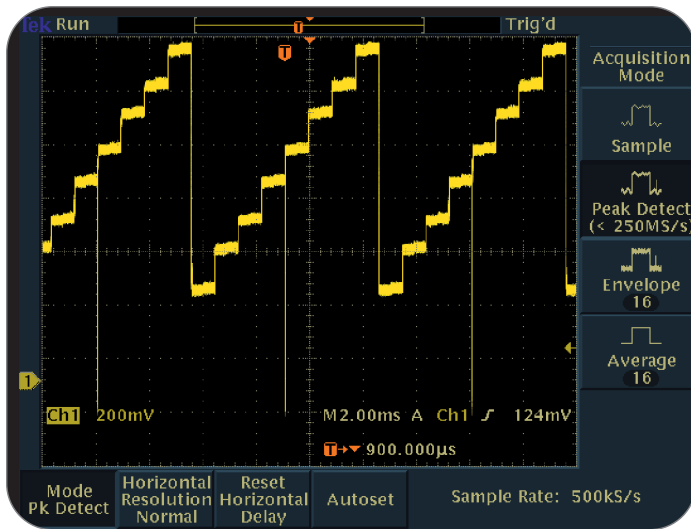 Tek Run Trig'd
T
T
Acquisition
Mode
Sample
Peak Detect
(< 250MS/s)
Envelope
16
Average
16
1
Ch1 200mV M2.00ms A Ch1 124mV
T 900.000µs
Mode
Pk Detect
Horizontal
Resolution
Normal
Reset
Horizontal
Delay
Autoset
Sample Rate: 500kS/s